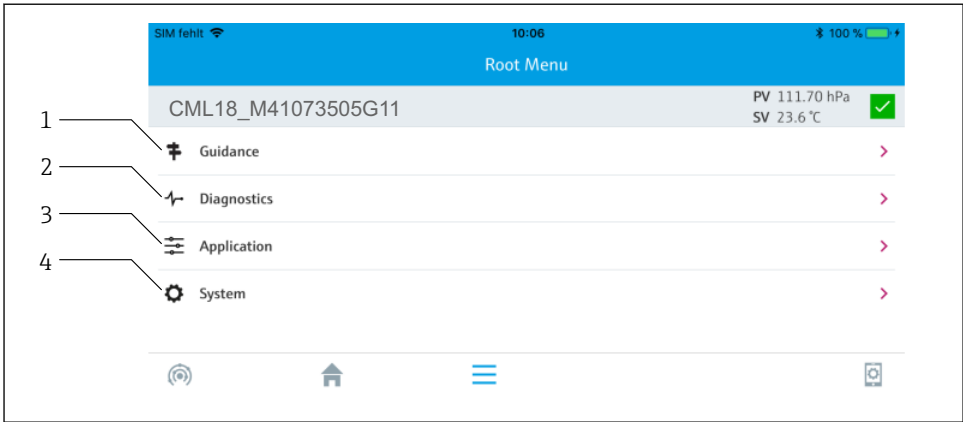 SIM fehlt 10:06 100 %
Root Menu
CML18_M41073505G11
PV 111.70 hPa
SV 23.6 °C
1
Guidance
2
Diagnostics
3
Application
4
System